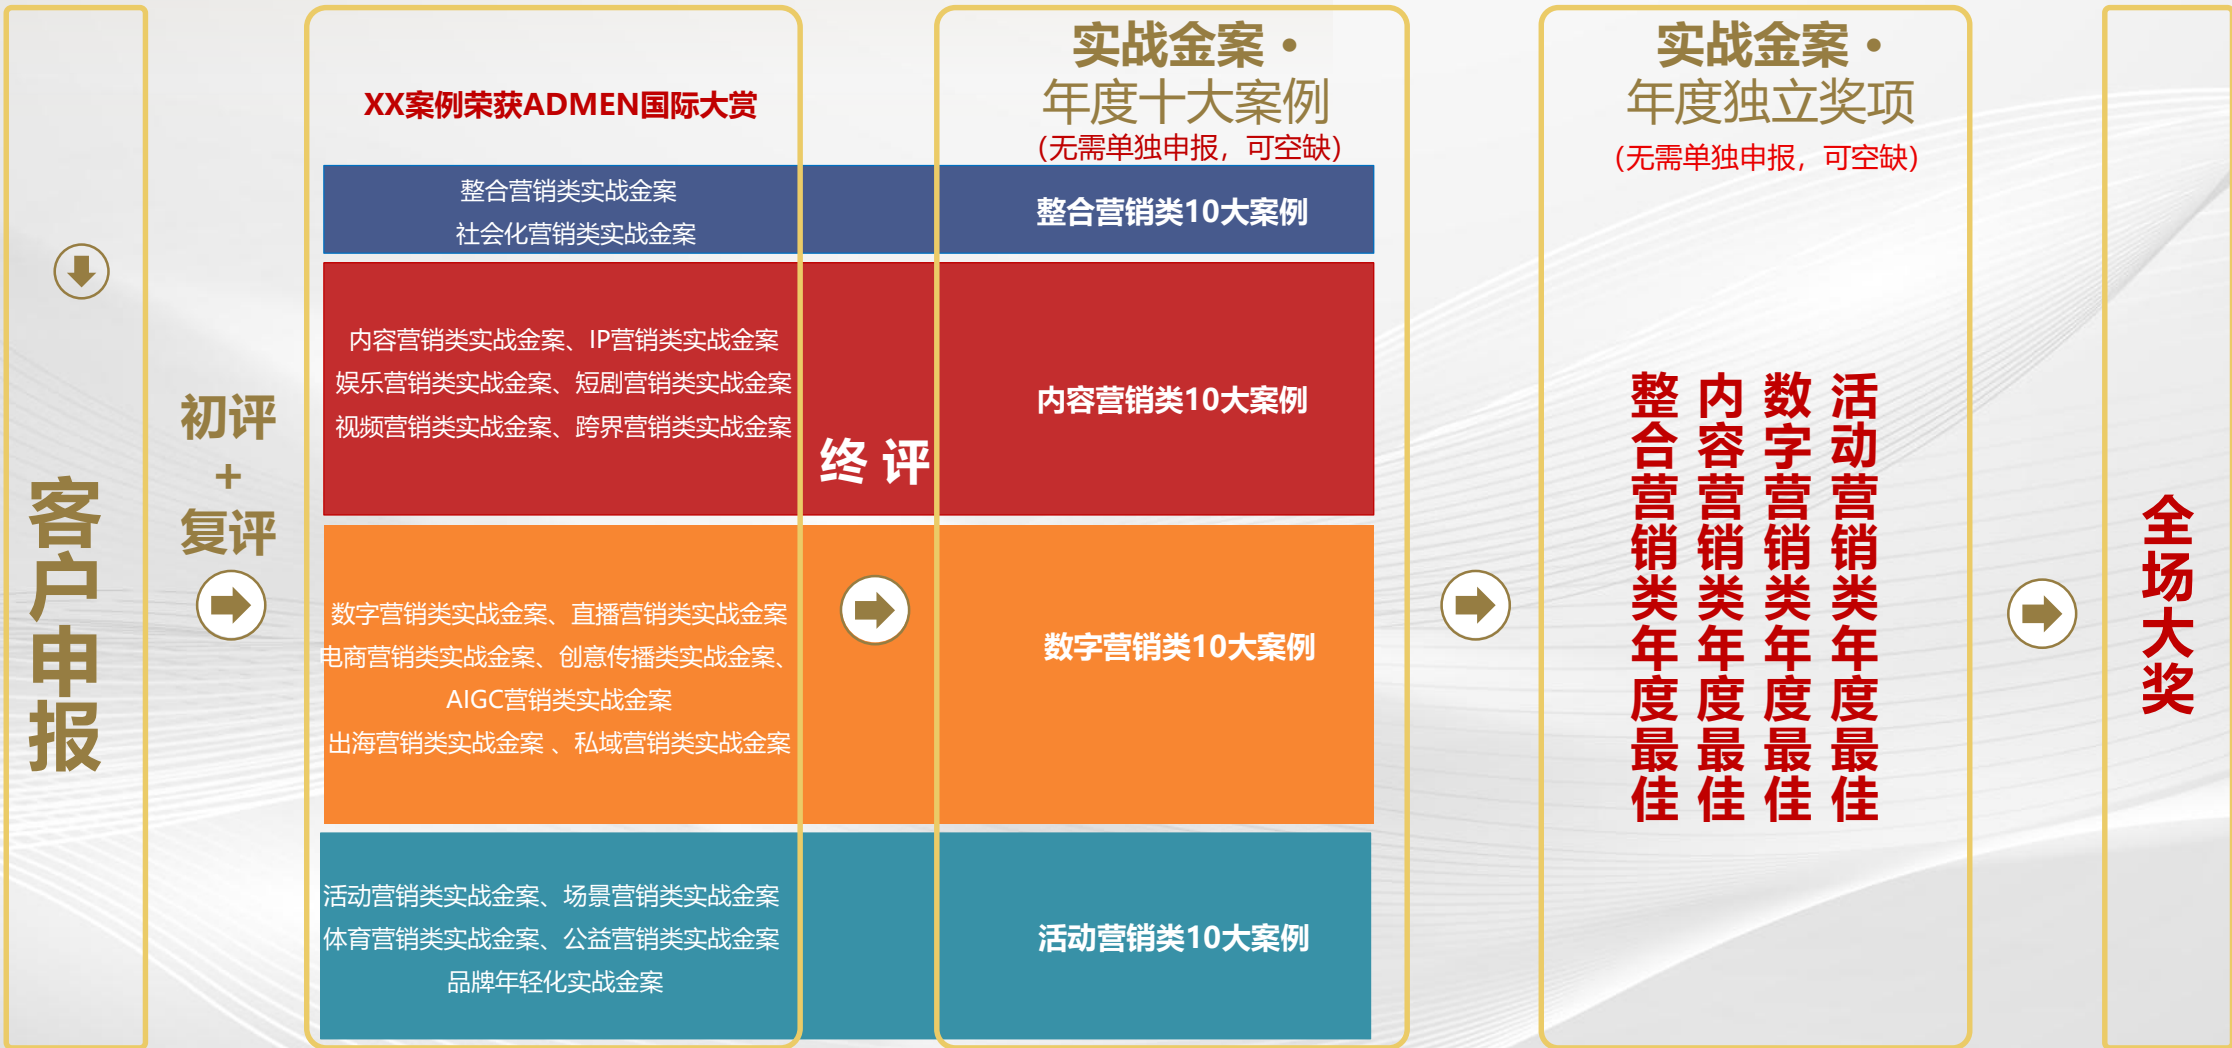 客户申报
初评
+
复评
XX案例荣获ADMEN国际大赏
整合营销类实战金案
社会化营销类实战金案
内容营销类实战金案、IP营销类实战金案
娱乐营销类实战金案、短剧营销类实战金案
视频营销类实战金案、跨界营销类实战金案
数字营销类实战金案、直播营销类实战金案
电商营销类实战金案、创意传播类实战金案、
AIGC营销类实战金案
出海营销类实战金案 、私域营销类实战金案
活动营销类实战金案、场景营销类实战金案
体育营销类实战金案、公益营销类实战金案
品牌年轻化实战金案
终 评
实战金案·
年度十大案例
(无需单独申报，可空缺)
整合营销类10大案例
内容营销类10大案例
数字营销类10大案例
活动营销类10大案例
实战金案·
年度独立奖项
(无需单独申报，可空缺)
整合营销类年度最佳
内容营销类年度最佳
数字营销类年度最佳
活动营销类年度最佳
全场大奖